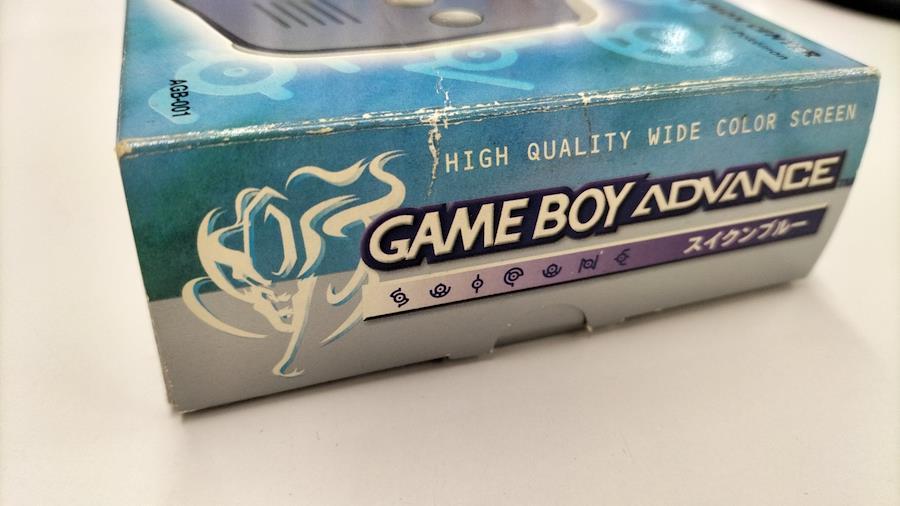 AGB-001
HIGH QUALITY WIDE COLOR SCREEN
GAME BOY ADVANCE
スイクンブルー